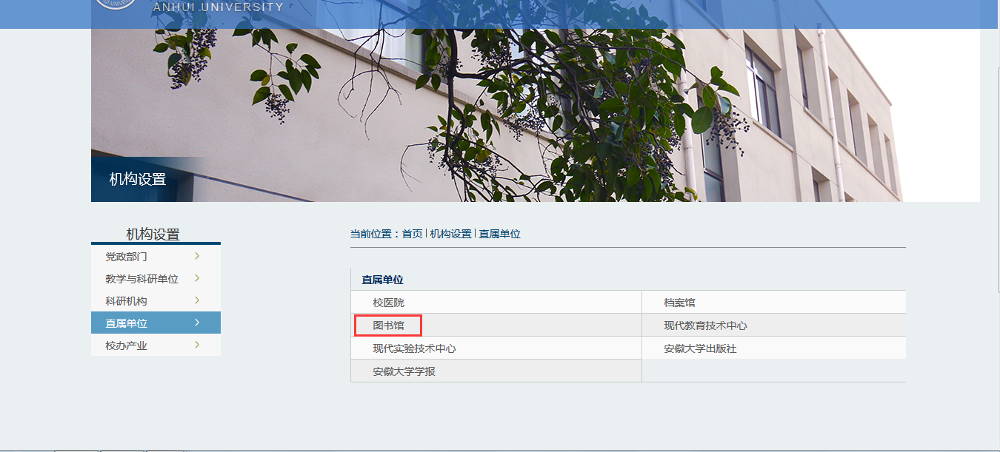 ANHUI UNIVERSITY
机构设置
机构设置
党政部门
教学与科研单位
科研机构
直属单位
校办产业
当前位置：首页 | 机构设置 | 直属单位
直属单位
校医院 档案馆
图书馆 现代教育技术中心
现代实验技术中心 安徽大学出版社
安徽大学学报